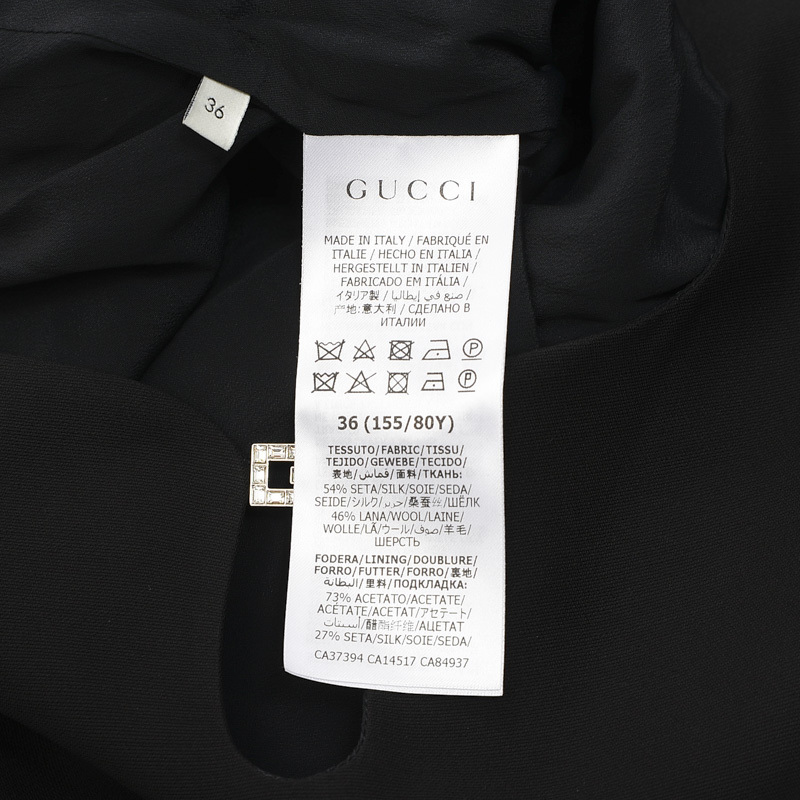 36
GUCCI
MADE IN ITALY / FABRIQUÉ EN
ITALIE / HECHO EN ITALIA /
HERGESTELLT IN ITALIEN /
FABRICADO EM ITÁLIA /
イタリア製 / صنع في إيطاليا /
产地:意大利 / СДЕЛАНО В
ИТАЛИИ
P
P
36 (155/80Y)
TESSUTO/FABRIC/TISSU/
TEJIDO/GEWEBE/TECIDO/
表地/قماش/面料/ТКАНЬ:
54% SETA/SILK/SOIE/SEDA/
SEIDE/シルク/حرير/桑蚕丝/ШЁЛК
46% LANA/WOOL/LAINE/
WOLLE/LÃ/ウール/صوف/羊毛/
ШЕРСТЬ
FODERA/LINING/DOUBLURE/
FORRO/FUTTER/FORRO/裏地/
البطانة/里料/ПОДКЛАДКА:
73% ACETATO/ACETATE/
ACÉTATE/ACETAT/アセテート/
أسيتات/醋酯纤维/АЦЕТАТ
27% SETA/SILK/SOIE/SEDA/
CA37394 CA14517 CA84937